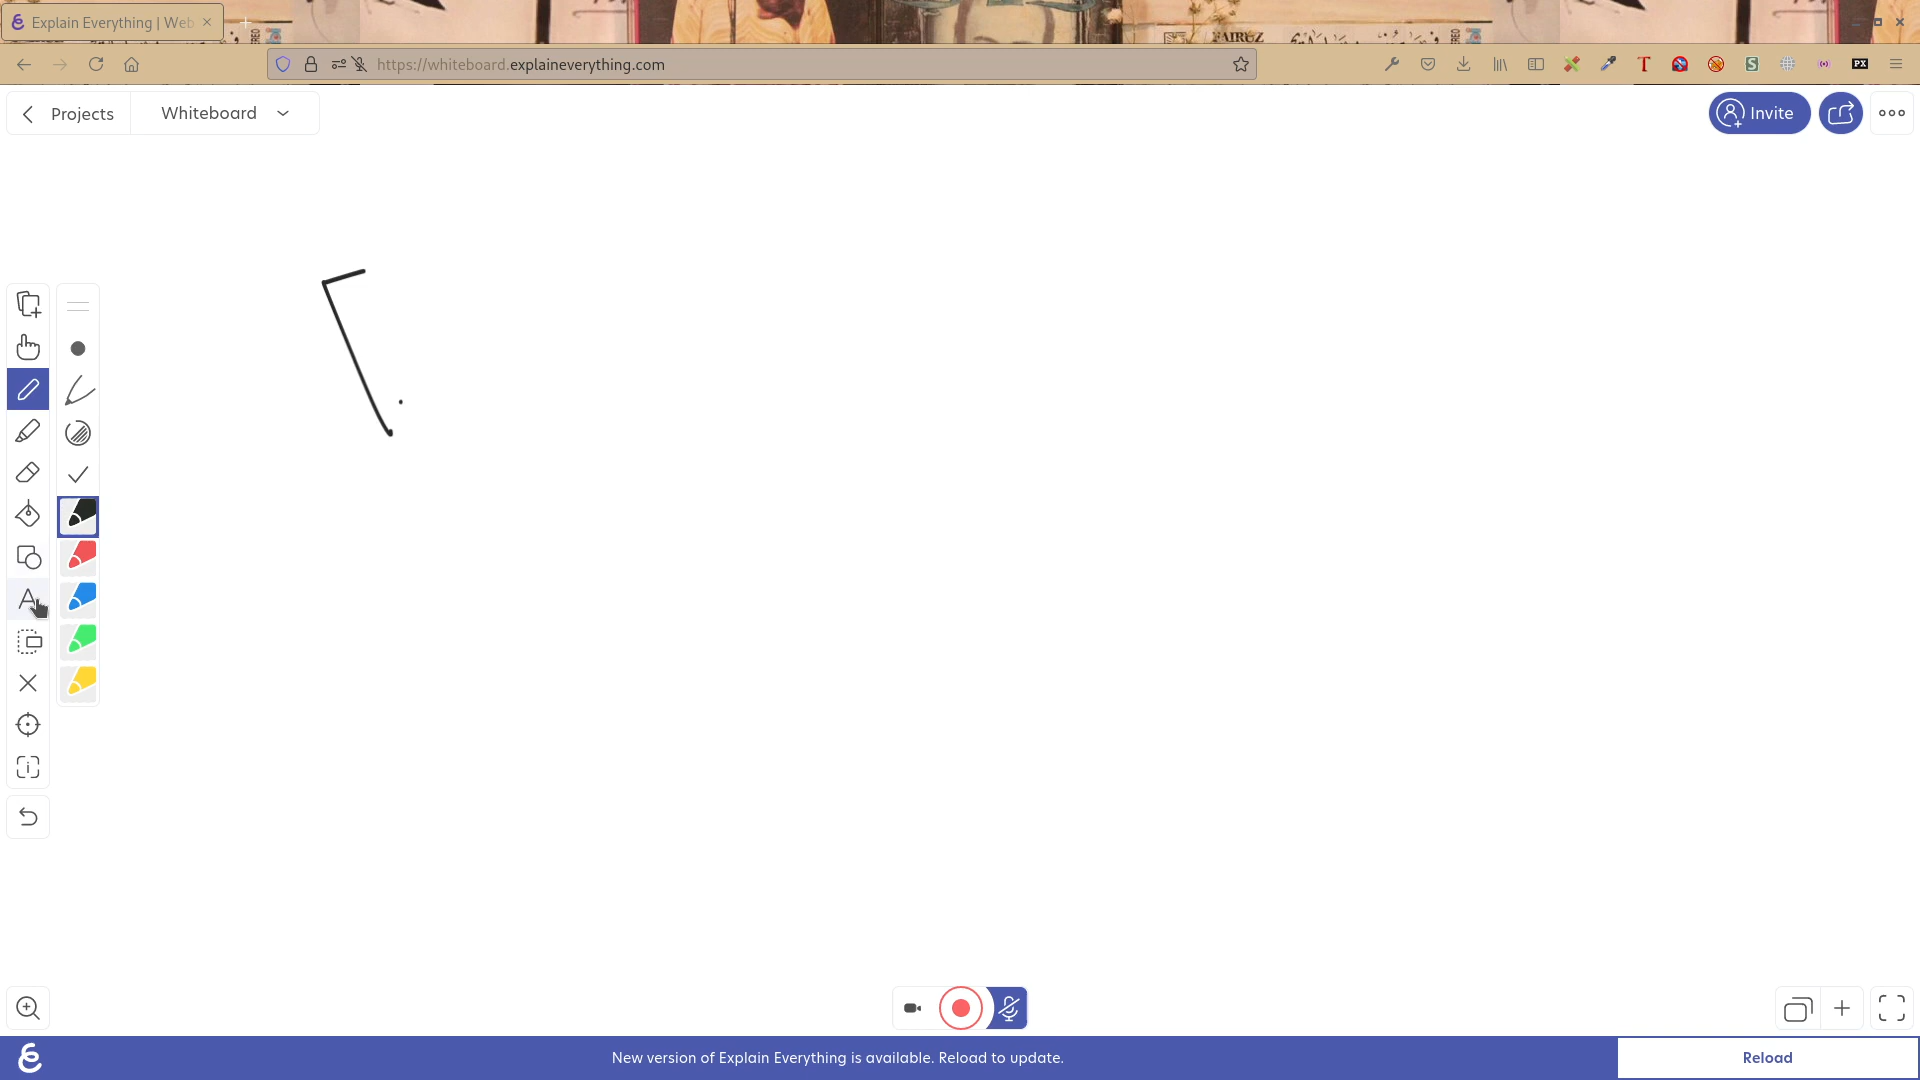 Explain Everything | Web
FAIRUZ
https://whiteboard.explaineverything.com
Projects
Whiteboard
Invite
New version of Explain Everything is available. Reload to update.
Reload